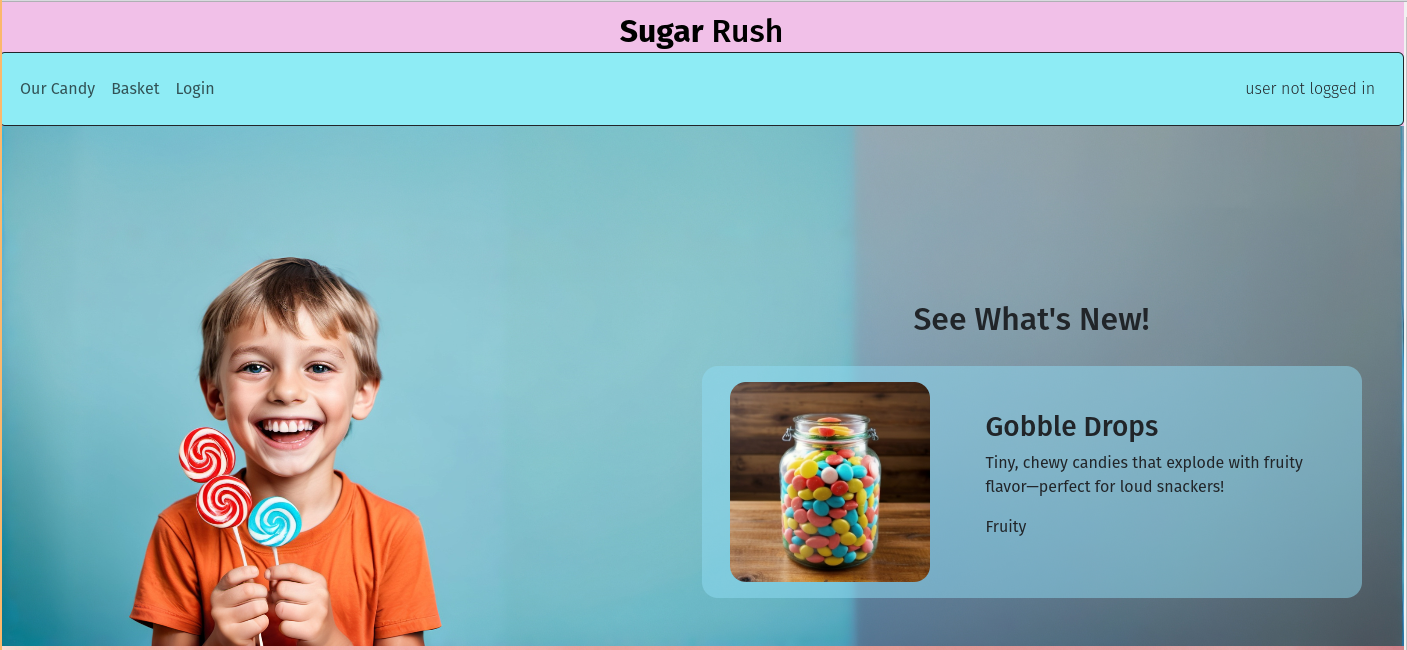 Sugar Rush
Our Candy Basket Login user not logged in
See What's New!
Gobble Drops
Tiny, chewy candies that explode with fruity
flavor—perfect for loud snackers!
Fruity